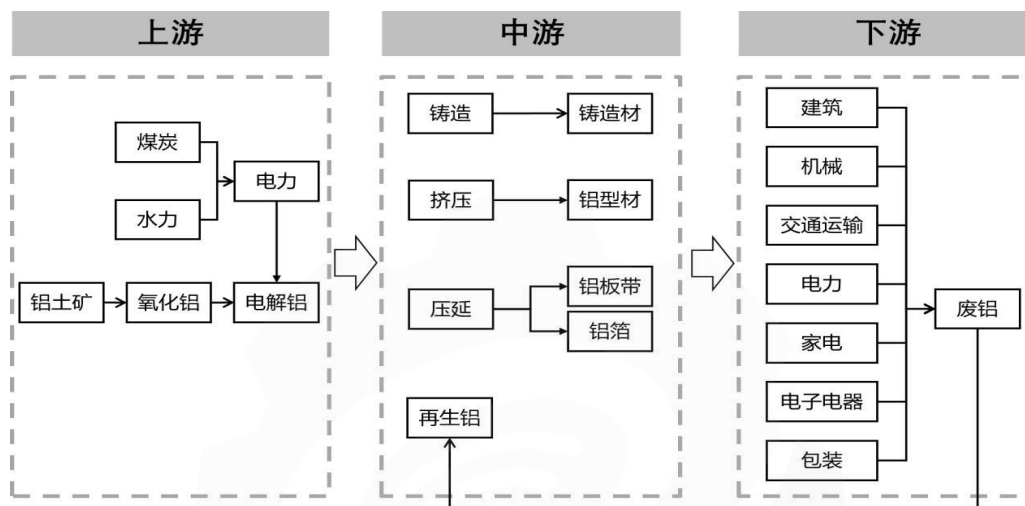 上游
中游
下游
煤炭
水力
电力
铝土矿
氧化铝
电解铝
铸造
铸造材
挤压
铝型材
压延
铝板带
铝箔
再生铝
建筑
机械
交通运输
电力
家电
电子电器
包装
废铝